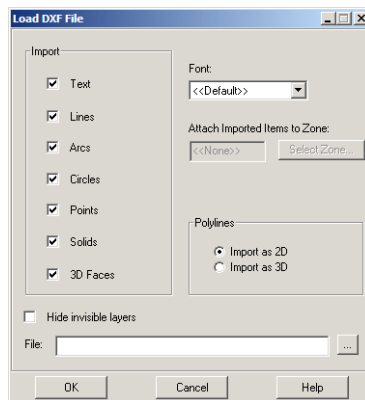 Load DXF File
Import
Text
Lines
Arcs
Circles
Points
Solids
3D Faces
Font:
<<Default>>
Attach Imported Items to Zone:
<<None>>
Select Zone...
Polylines
Import as 2D
Import as 3D
Hide invisible layers
File:
...
OK
Cancel
Help